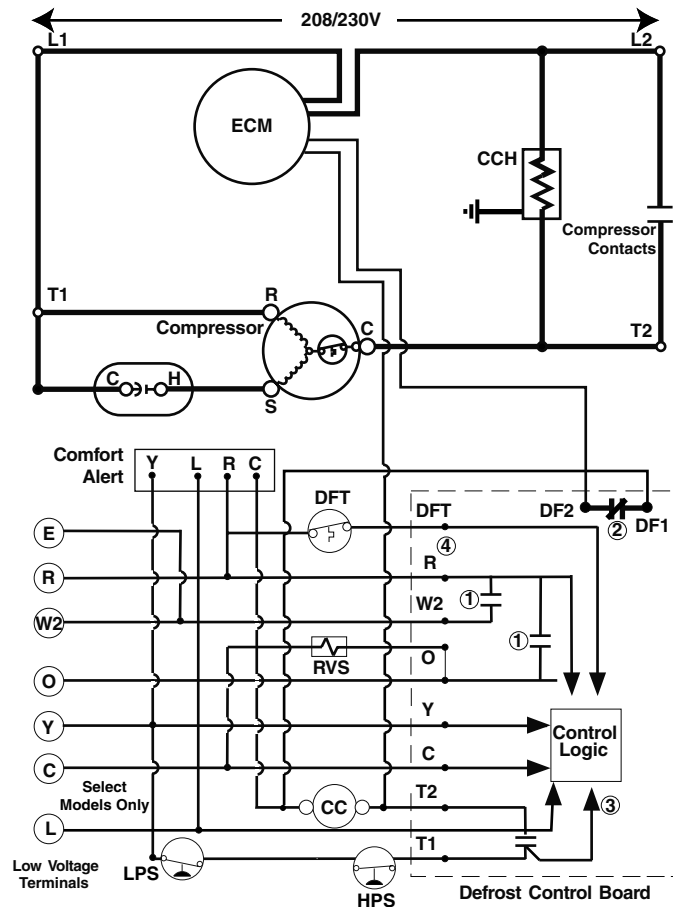 208/230V
L1
L2
ECM
CCH
Compressor
Contacts
T1
R
Compressor
C
T2
C
H
S
Comfort
Alert
Y
L
R
C
DFT
DFT
DF2
DF1
②
④
E
R
R
W2
W2
①
①
RVS
O
O
Y
Y
Control
Logic
C
C
Select
Models Only
CC
T2
③
L
T1
Low Voltage
Terminals
LPS
HPS
Defrost Control Board